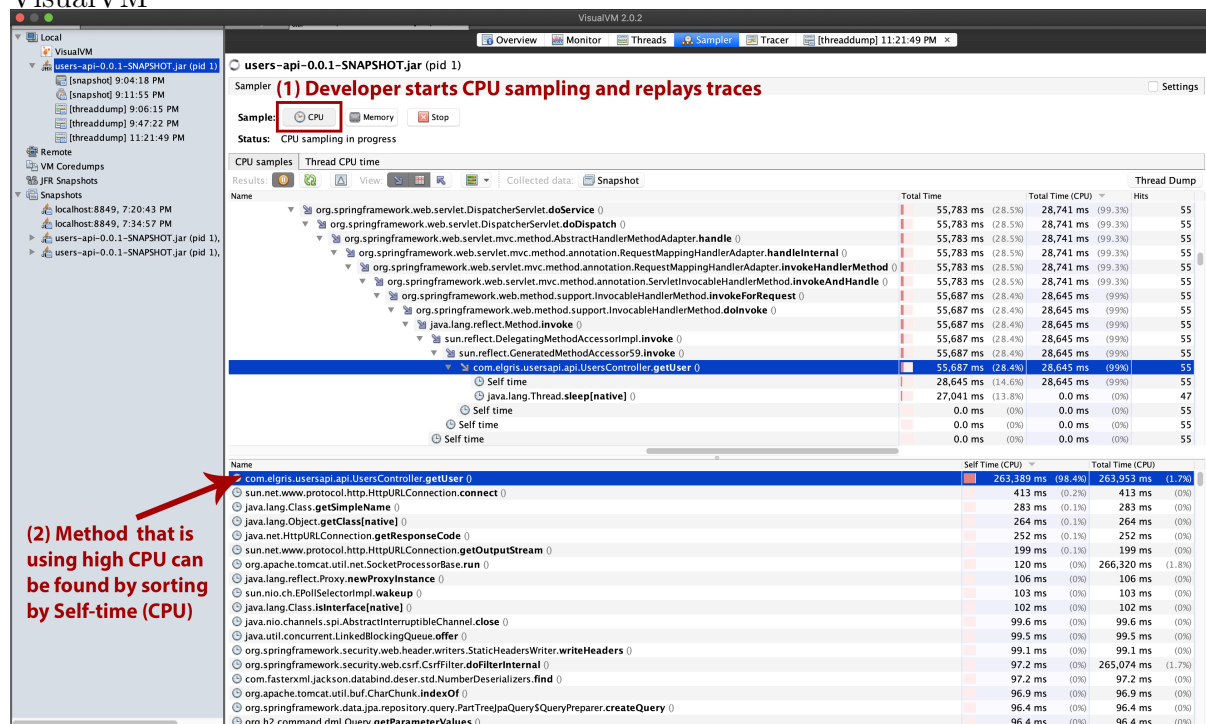 VisualVM
VisualVM 2.0.2
Local
VisualVM
users-api-0.0.1-SNAPSHOT.jar (pid 1)
[snapshot] 9:04:18 PM
[snapshot] 9:11:55 PM
[threaddump] 9:06:15 PM
[threaddump] 9:47:22 PM
[threaddump] 11:21:49 PM
Remote
VM Coredumps
JFR Snapshots
Snapshots
localhost:8849, 7:20:43 PM
localhost:8849, 7:34:57 PM
users-api-0.0.1-SNAPSHOT.jar (pid 1),
users-api-0.0.1-SNAPSHOT.jar (pid 1),
Overview Monitor Threads Sampler Tracer [threaddump] 11:21:49 PM ×
users-api-0.0.1-SNAPSHOT.jar (pid 1)
Sampler (1) Developer starts CPU sampling and replays traces Settings
Sample: CPU Memory Stop
Status: CPU sampling in progress
CPU samples Thread CPU time
Results: View: Collected data: Snapshot Thread Dump
Name Total Time Total Time (CPU) Hits
org.springframework.web.servlet.DispatcherServlet.doService () 55,783 ms (28.5%) 28,741 ms (99.3%) 55
org.springframework.web.servlet.DispatcherServlet.doDispatch () 55,783 ms (28.5%) 28,741 ms (99.3%) 55
org.springframework.web.servlet.mvc.method.AbstractHandlerMethodAdapter.handle () 55,783 ms (28.5%) 28,741 ms (99.3%) 55
org.springframework.web.servlet.mvc.method.annotation.RequestMappingHandlerAdapter.handleInternal () 55,783 ms (28.5%) 28,741 ms (99.3%) 55
org.springframework.web.servlet.mvc.method.annotation.RequestMappingHandlerAdapter.invokeHandlerMethod () 55,783 ms (28.5%) 28,741 ms (99.3%) 55
org.springframework.web.servlet.mvc.method.annotation.ServletInvocableHandlerMethod.invokeAndHandle () 55,783 ms (28.5%) 28,741 ms (99.3%) 55
org.springframework.web.method.support.InvocableHandlerMethod.invokeForRequest () 55,687 ms (28.4%) 28,645 ms (99%) 55
org.springframework.web.method.support.InvocableHandlerMethod.doInvoke () 55,687 ms (28.4%) 28,645 ms (99%) 55
java.lang.reflect.Method.invoke () 55,687 ms (28.4%) 28,645 ms (99%) 55
sun.reflect.DelegatingMethodAccessorImpl.invoke () 55,687 ms (28.4%) 28,645 ms (99%) 55
sun.reflect.GeneratedMethodAccessor59.invoke () 55,687 ms (28.4%) 28,645 ms (99%) 55
com.elgris.usersapi.api.UsersController.getUser () 55,687 ms (28.4%) 28,645 ms (99%) 55
Self time 28,645 ms (14.6%) 28,645 ms (99%) 55
java.lang.Thread.sleep[native] () 27,041 ms (13.8%) 0.0 ms (0%) 47
Self time 0.0 ms (0%) 0.0 ms (0%) 55
Self time 0.0 ms (0%) 0.0 ms (0%) 55
Self time 0.0 ms (0%) 0.0 ms (0%) 55
Name Self Time (CPU) Total Time (CPU)
com.elgris.usersapi.api.UsersController.getUser () 263,389 ms (98.4%) 263,953 ms (1.7%)
sun.net.www.protocol.http.HttpURLConnection.connect () 413 ms (0.2%) 413 ms (0%)
java.lang.Class.getSimpleName () 283 ms (0.1%) 283 ms (0%)
java.lang.Object.getClass[native] () 264 ms (0.1%) 264 ms (0%)
java.net.HttpURLConnection.getResponseCode () 252 ms (0.1%) 252 ms (0%)
sun.net.www.protocol.http.HttpURLConnection.getOutputStream () 199 ms (0.1%) 199 ms (0%)
org.apache.tomcat.util.net.SocketProcessorBase.run () 120 ms (0%) 266,320 ms (1.8%)
java.lang.reflect.Proxy.newProxyInstance () 106 ms (0%) 106 ms (0%)
sun.nio.ch.EPollSelectorImpl.wakeup () 103 ms (0%) 103 ms (0%)
java.lang.Class.isInterface[native] () 102 ms (0%) 102 ms (0%)
java.nio.channels.spi.AbstractInterruptibleChannel.close () 99.6 ms (0%) 99.6 ms (0%)
java.util.concurrent.LinkedBlockingQueue.offer () 99.5 ms (0%) 99.5 ms (0%)
org.springframework.security.web.header.writers.StaticHeadersWriter.writeHeaders () 99.1 ms (0%) 99.1 ms (0%)
org.springframework.security.web.csrf.CsrfFilter.doFilterInternal () 97.2 ms (0%) 265,074 ms (1.7%)
com.fasterxml.jackson.databind.deser.std.NumberDeserializers.find () 97.2 ms (0%) 97.2 ms (0%)
org.apache.tomcat.util.buf.CharChunk.indexOf () 96.9 ms (0%) 96.9 ms (0%)
org.springframework.data.jpa.repository.query.PartTreeJpaQuery$QueryPreparer.createQuery () 96.4 ms (0%) 96.4 ms (0%)
org.h2.command.dml.Query.getParameterValues () 96.4 ms (0%) 96.4 ms (0%)
(2) Method that is
using high CPU can
be found by sorting
by Self-time (CPU)